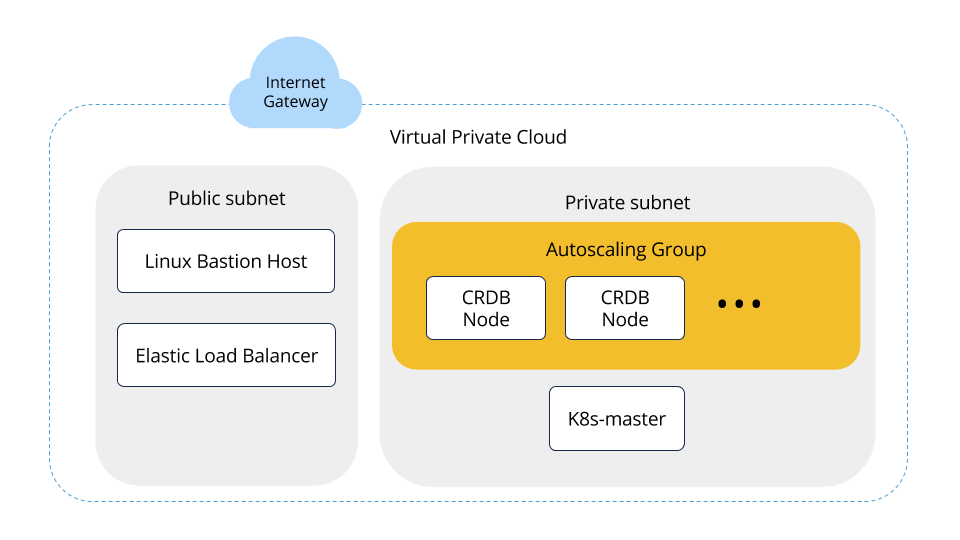 Internet
Gateway
Virtual Private Cloud
Public subnet
Linux Bastion Host
Elastic Load Balancer
Private subnet
Autoscaling Group
CRDB
Node
CRDB
Node
...
K8s-master